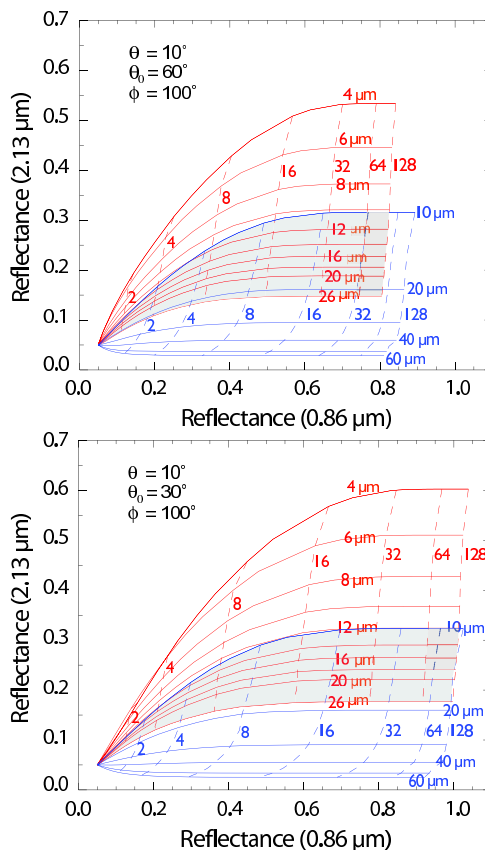 0.7
0.6
0.5
0.4
0.3
0.2
0.1
0.0
Reflectance (2.13 µm)
θ = 10°
θ0 = 60°
ϕ = 100°
4 µm
6 µm
8 µm
10 µm
12 µm
16 µm
20 µm
26 µm
20 µm
40 µm
60 µm
2
4
8
16
32
64
128
2
4
8
16
32
128
0.0
0.2
0.4
0.6
0.8
1.0
Reflectance (0.86 µm)
0.7
0.6
0.5
0.4
0.3
0.2
0.1
0.0
Reflectance (2.13 µm)
θ = 10°
θ0 = 30°
ϕ = 100°
4 µm
6 µm
8 µm
12 µm
10 µm
16 µm
20 µm
26 µm
20 µm
40 µm
60 µm
2
4
8
16
32
64
128
2
4
8
16
32
64
128
0.0
0.2
0.4
0.6
0.8
1.0
Reflectance (0.86 µm)